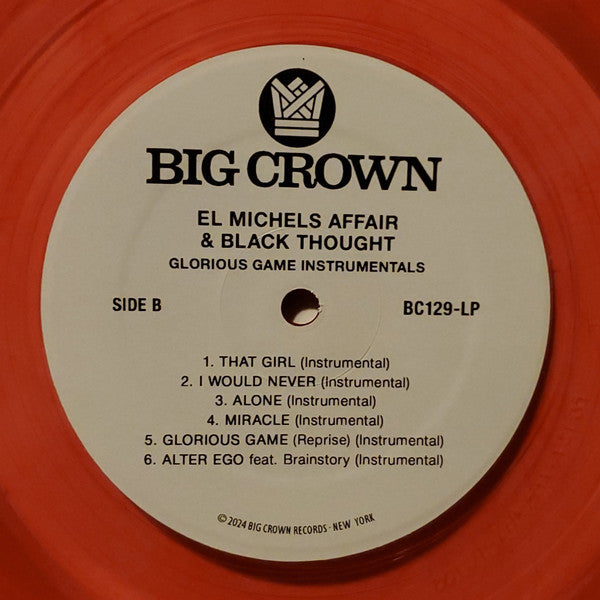 BIG CROWN
EL MICHELS AFFAIR
& BLACK THOUGHT
GLORIOUS GAME INSTRUMENTALS
SIDE B
BC129-LP
1. THAT GIRL (Instrumental)
2. I WOULD NEVER (Instrumental)
3. ALONE (Instrumental)
4. MIRACLE (Instrumental)
5. GLORIOUS GAME (Reprise) (Instrumental)
6. ALTER EGO feat. Brainstory (Instrumental)
©2024 BIG CROWN RECORDS - NEW YORK